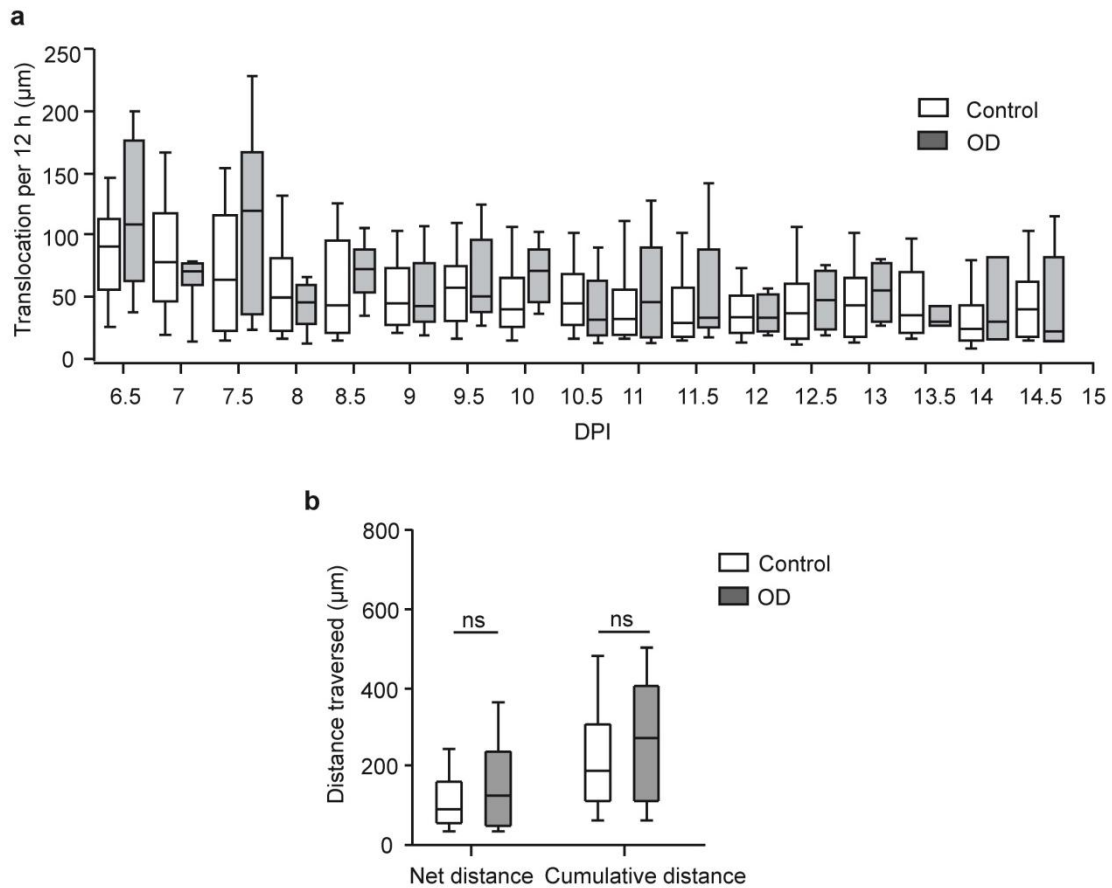 a
Translocation per 12 h (µm)
250
200
150
100
50
0
Control
OD
6.5 7 7.5 8 8.5 9 9.5 10 10.5 11 11.5 12 12.5 13 13.5 14 14.5 15
DPI
b
Distance traversed (µm)
800
600
400
200
0
ns ns
Control
OD
Net distance Cumulative distance